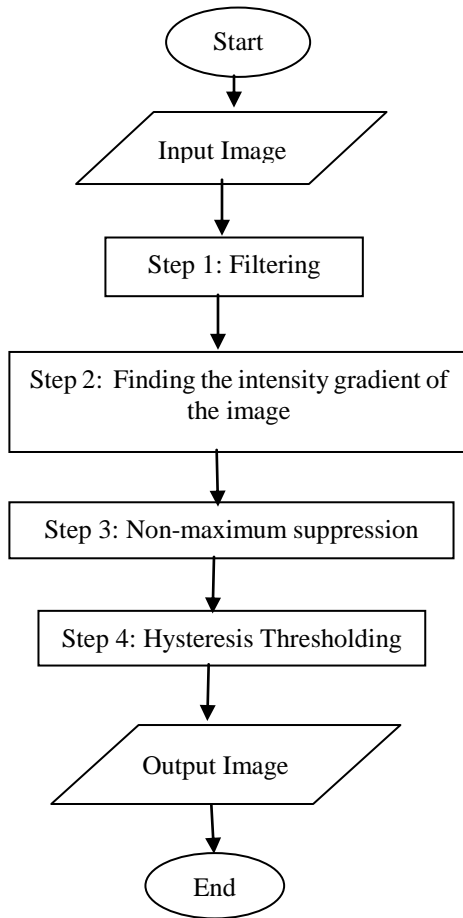 Start
Input Image
Step 1: Filtering
Step 2:  Finding the intensity gradient of
the image
Step 3: Non-maximum suppression
Step 4: Hysteresis Thresholding
Output Image
End